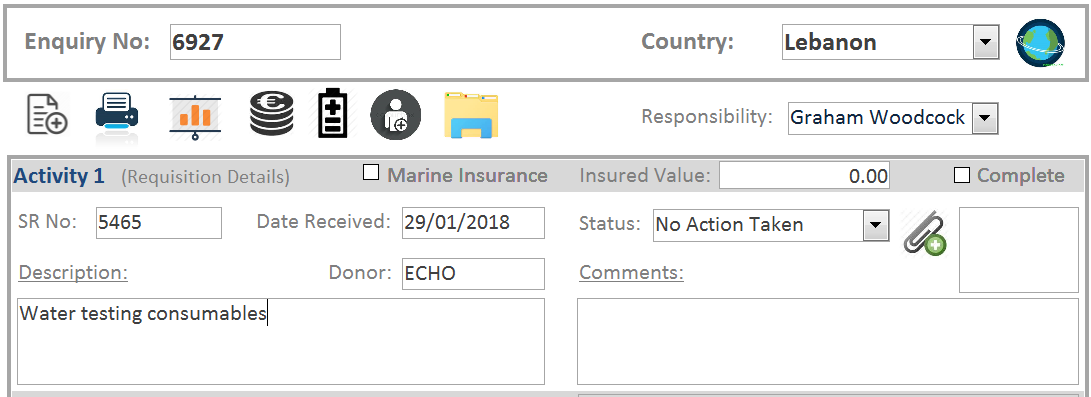 Enquiry No: 6927 Country: Lebanon
Responsibility: Graham Woodcock
Activity 1 (Requisition Details) Marine Insurance Insured Value: 0.00 Complete
SR No: 5465 Date Received: 29/01/2018 Status: No Action Taken
Description: Donor: ECHO Comments:
Water testing consumables